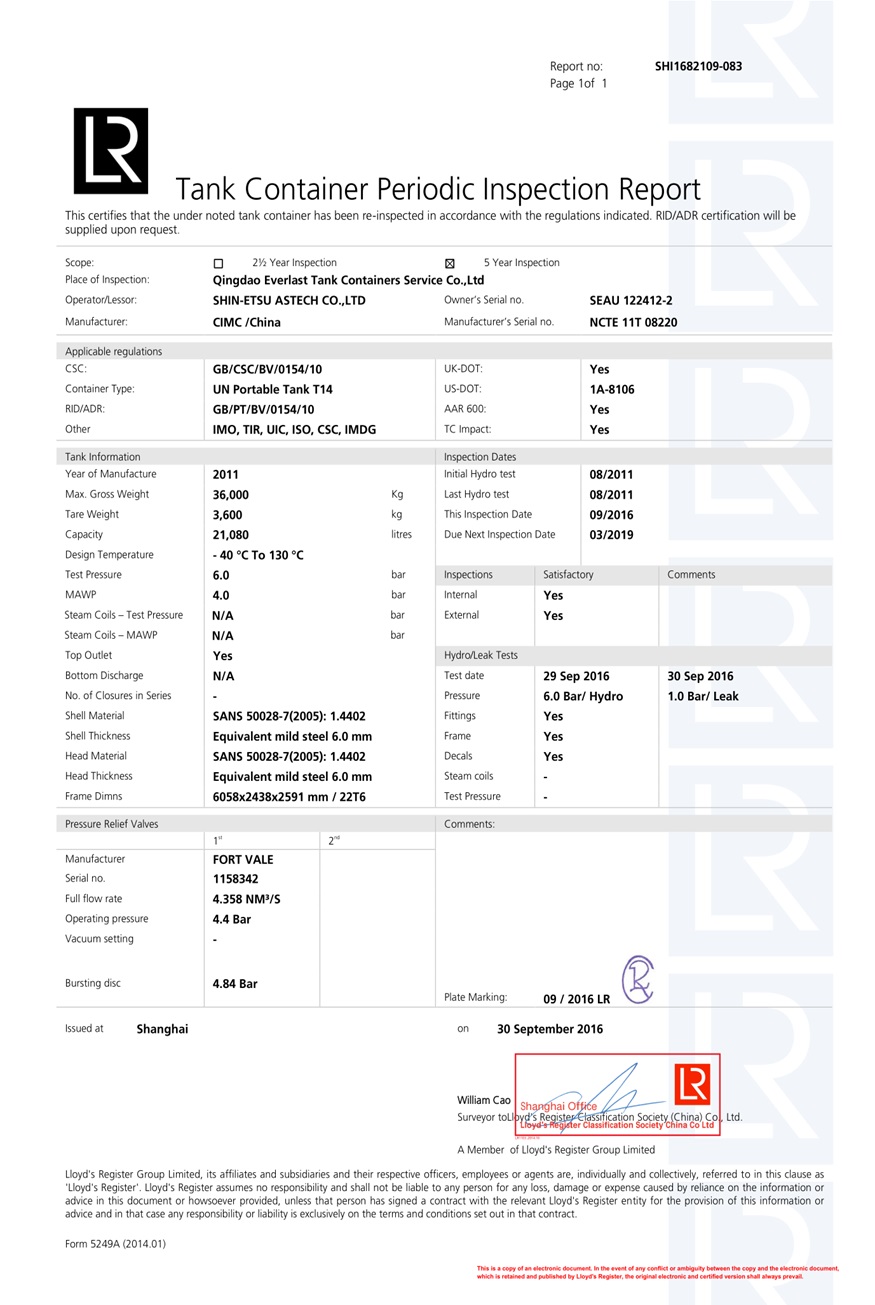 Report no: SHI1682109-083
Page 1of 1
LR
Tank Container Periodic Inspection Report
This certifies that the under noted tank container has been re-inspected in accordance with the regulations indicated. RID/ADR certification will be
supplied upon request.
Scope: ☐ 2½ Year Inspection ☒ 5 Year Inspection
Place of Inspection: Qingdao Everlast Tank Containers Service Co.,Ltd
Operator/Lessor: SHIN-ETSU ASTECH CO.,LTD Owner's Serial no. SEAU 122412-2
Manufacturer: CIMC /China Manufacturer's Serial no. NCTE 11T 08220
Applicable regulations
CSC: GB/CSC/BV/0154/10 UK-DOT: Yes
Container Type: UN Portable Tank T14 US-DOT: 1A-8106
RID/ADR: GB/PT/BV/0154/10 AAR 600: Yes
Other IMO, TIR, UIC, ISO, CSC, IMDG TC Impact: Yes
Tank Information Inspection Dates
Year of Manufacture 2011 Initial Hydro test 08/2011
Max. Gross Weight 36,000 Kg Last Hydro test 08/2011
Tare Weight 3,600 kg This Inspection Date 09/2016
Capacity 21,080 litres Due Next Inspection Date 03/2019
Design Temperature - 40 °C To 130 °C
Test Pressure 6.0 bar Inspections Satisfactory Comments
MAWP 4.0 bar Internal Yes
Steam Coils – Test Pressure N/A bar External Yes
Steam Coils – MAWP N/A bar
Top Outlet Yes Hydro/Leak Tests
Bottom Discharge N/A Test date 29 Sep 2016 30 Sep 2016
No. of Closures in Series - Pressure 6.0 Bar/ Hydro 1.0 Bar/ Leak
Shell Material SANS 50028-7(2005): 1.4402 Fittings Yes
Shell Thickness Equivalent mild steel 6.0 mm Frame Yes
Head Material SANS 50028-7(2005): 1.4402 Decals Yes
Head Thickness Equivalent mild steel 6.0 mm Steam coils -
Frame Dimns 6058x2438x2591 mm / 22T6 Test Pressure -
Pressure Relief Valves Comments:
1st 2nd
Manufacturer FORT VALE
Serial no. 1158342
Full flow rate 4.358 NM³/S
Operating pressure 4.4 Bar
Vacuum setting -
Bursting disc 4.84 Bar
Plate Marking: 09 / 2016 LR
Issued at Shanghai on 30 September 2016
LR
William Cao
Shanghai Office
Surveyor toLloyd's Register Classification Society (China) Co., Ltd.
Lloyd's Register Classification Society China Co Ltd
A Member of Lloyd's Register Group Limited
Lloyd's Register Group Limited, its affiliates and subsidiaries and their respective officers, employees or agents are, individually and collectively, referred to in this clause as
'Lloyd's Register'. Lloyd's Register assumes no responsibility and shall not be liable to any person for any loss, damage or expense caused by reliance on the information or
advice in this document or howsoever provided, unless that person has signed a contract with the relevant Lloyd's Register entity for the provision of this information or
advice and in that case any responsibility or liability is exclusively on the terms and conditions set out in that contract.
Form 5249A (2014.01)
This is a copy of an electronic document. In the event of any conflict or ambiguity between the copy and the electronic document,
which is retained and published by Lloyd's Register, the original electronic and certified version shall always prevail.